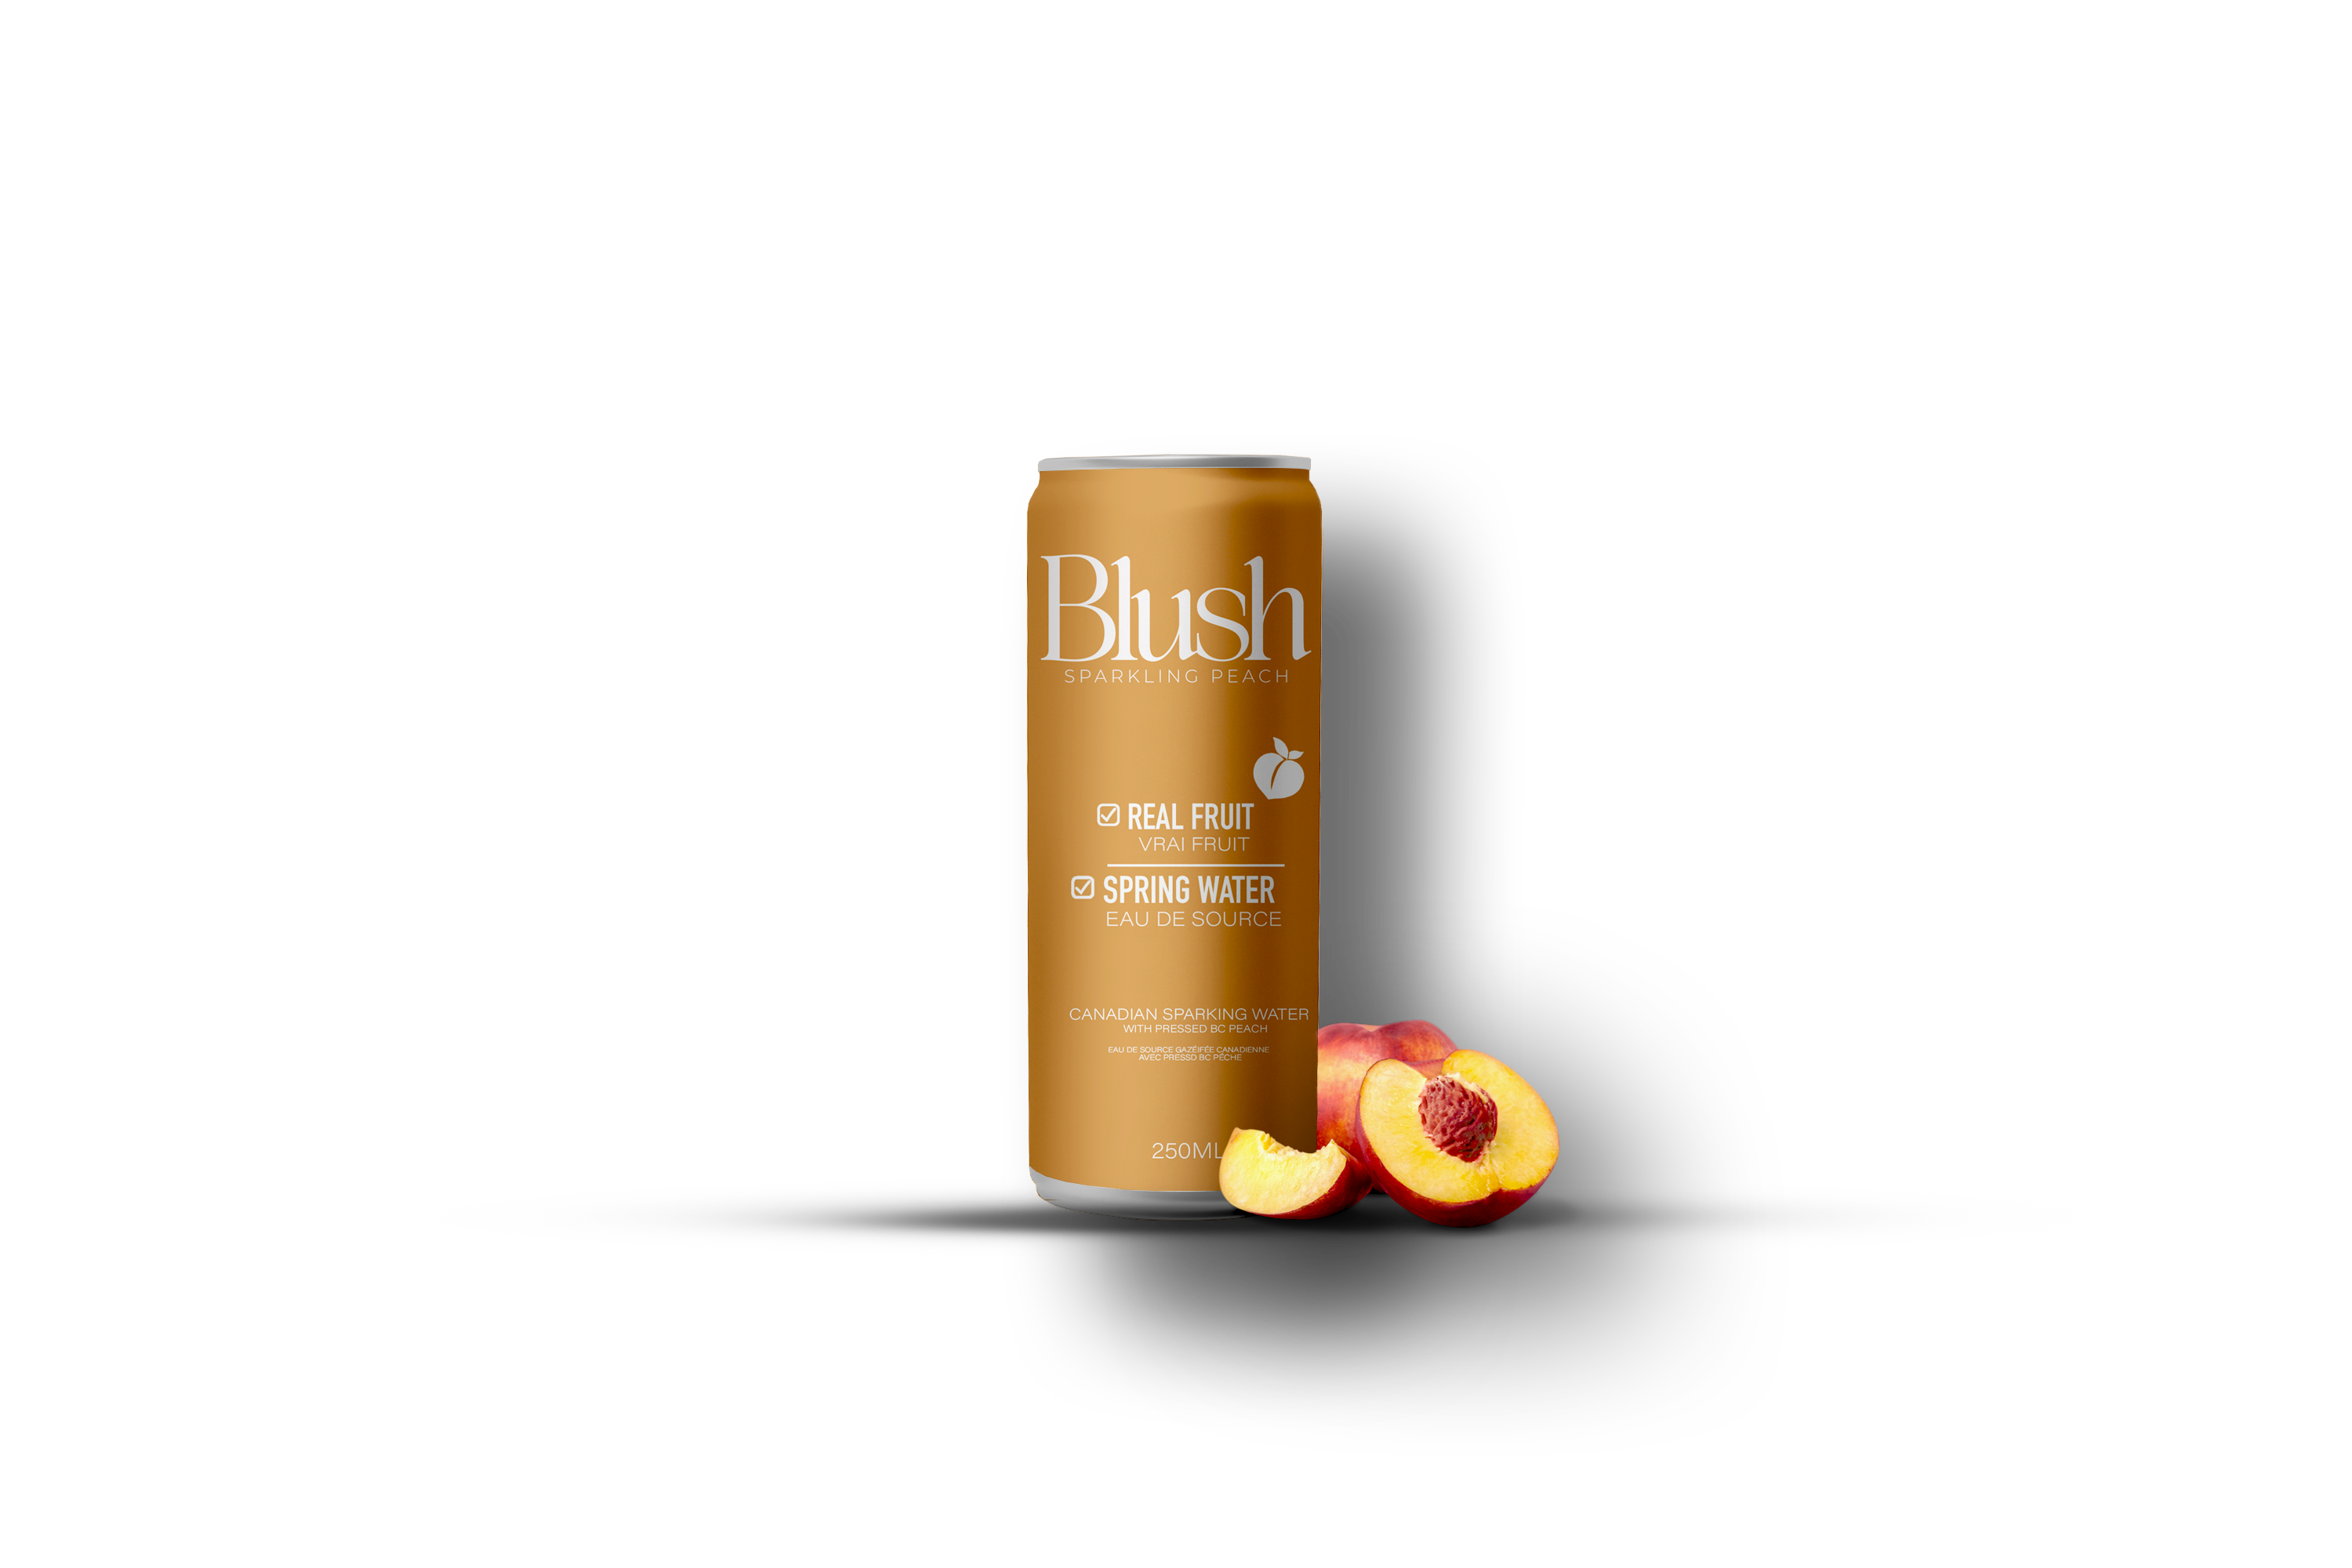 Blush
SPARKLING PEACH
REAL FRUIT
VRAI FRUIT
SPRING WATER
EAU DE SOURCE
CANADIAN SPARKING WATER
WITH PRESSED BC PEACH
EAU DE SOURCE GAZÉIFÉE CANADIENNE
AVEC PRESSD BC PÊCHE
250ML